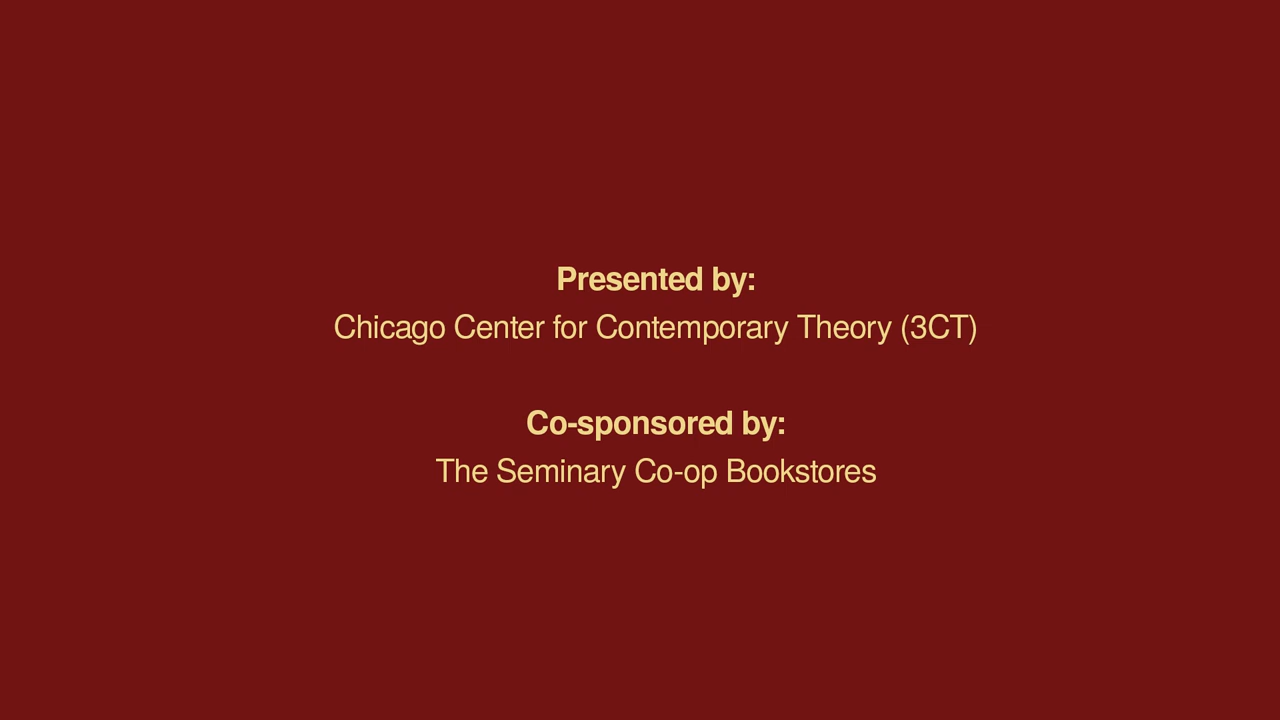 Presented by:
Chicago Center for Contemporary Theory (3CT)
Co-sponsored by:
The Seminary Co-op Bookstores